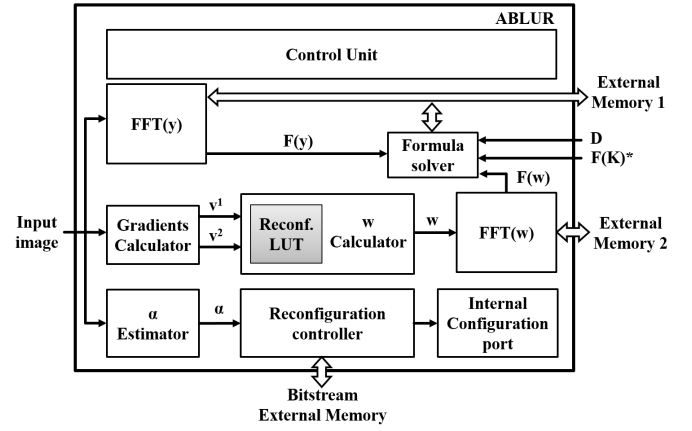 ABLUR
Control Unit
External
Memory 1
FFT(y)
F(y)
Formula
solver
D
F(K)*
F(w)
Input
image
Gradients
Calculator
v¹
v²
Reconf.
LUT
w
Calculator
w
FFT(w)
External
Memory 2
α
Estimator
α
Reconfiguration
controller
Internal
Configuration
port
Bitstream
External Memory